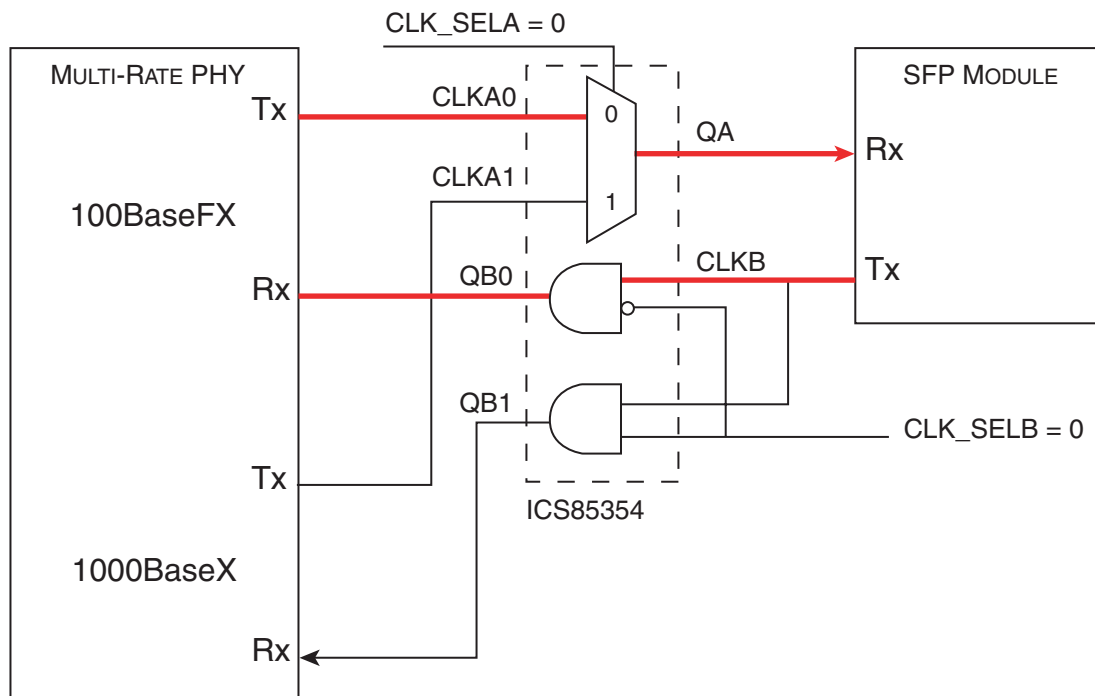 CLK_SELA = 0
MULTI-RATE PHY
SFP MODULE
Tx
CLKA0
0
QA
Rx
CLKA1
1
100BaseFX
Rx
QB0
CLKB
Tx
QB1
CLK_SELB = 0
Tx
ICS85354
1000BaseX
Rx